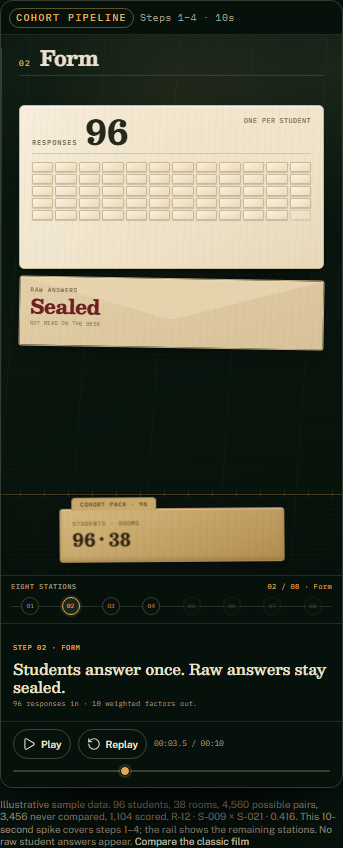 COHORT PIPELINE Steps 1–4 · 10s
02 Form
RESPONSES 96 ONE PER STUDENT
RAW ANSWERS
Sealed
NOT READ ON THE DESK
COHORT PACK · 96
STUDENTS · ROOMS
96·38
EIGHT STATIONS 02 / 08 · Form
01 02 03 04 05 06 07 08
STEP 02 · FORM
Students answer once. Raw answers stay
sealed.
96 responses in · 10 weighted factors out.
Play Replay 00:03.5 / 00:10
Illustrative sample data. 96 students, 38 rooms, 4,560 possible pairs,
3,456 never compared, 1,104 scored. R-12 · S-009 × S-021 · 0.416. This 10-
second spike covers steps 1–4; the rail shows the remaining stations. No
raw student answers appear. Compare the classic film